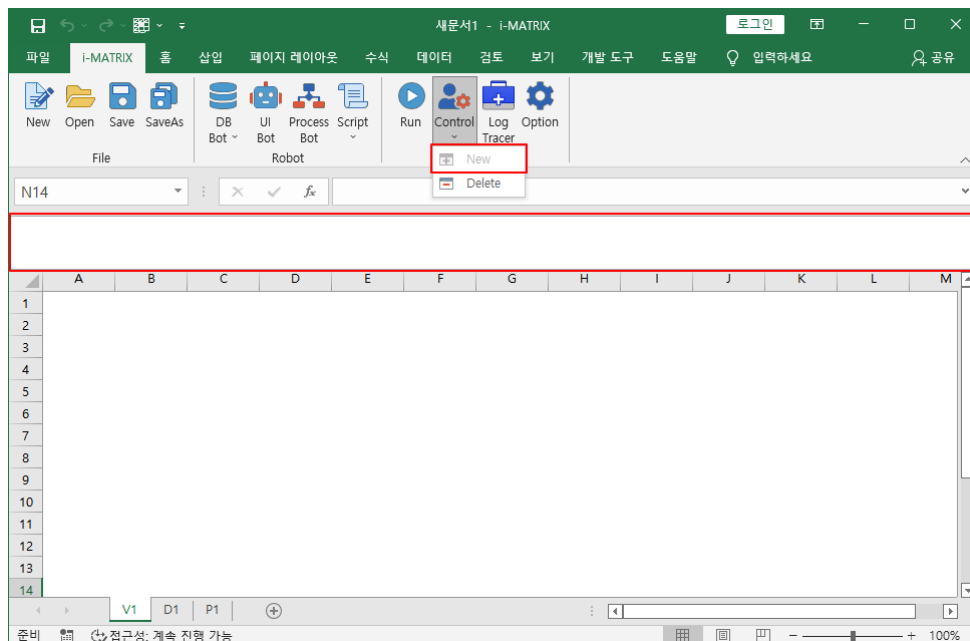 새문서1 - i-MATRIX 로그인
파일 i-MATRIX 홈 삽입 페이지 레이아웃 수식 데이터 검토 보기 개발 도구 도움말 입력하세요 공유
New Open Save SaveAs DB Bot UI Bot Process Bot Script Run Control Log Tracer Option
File Robot
New
Delete
N14 fx
A B C D E F G H I J K L M
1
2
3
4
5
6
7
8
9
10
11
12
13
14
V1 D1 P1
준비 접근성: 계속 진행 가능 100%